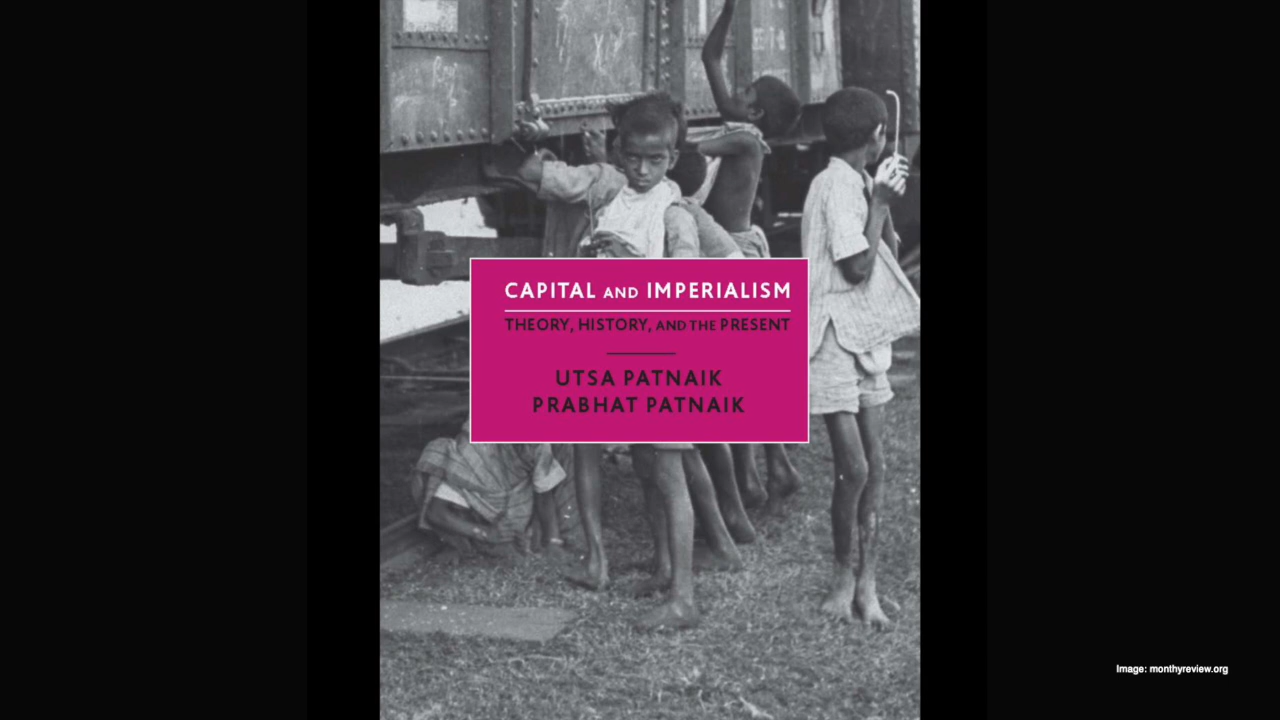 CAPITAL AND IMPERIALISM
THEORY, HISTORY, AND THE PRESENT
UTSA PATNAIK
PRABHAT PATNAIK
Image: monthyreview.org